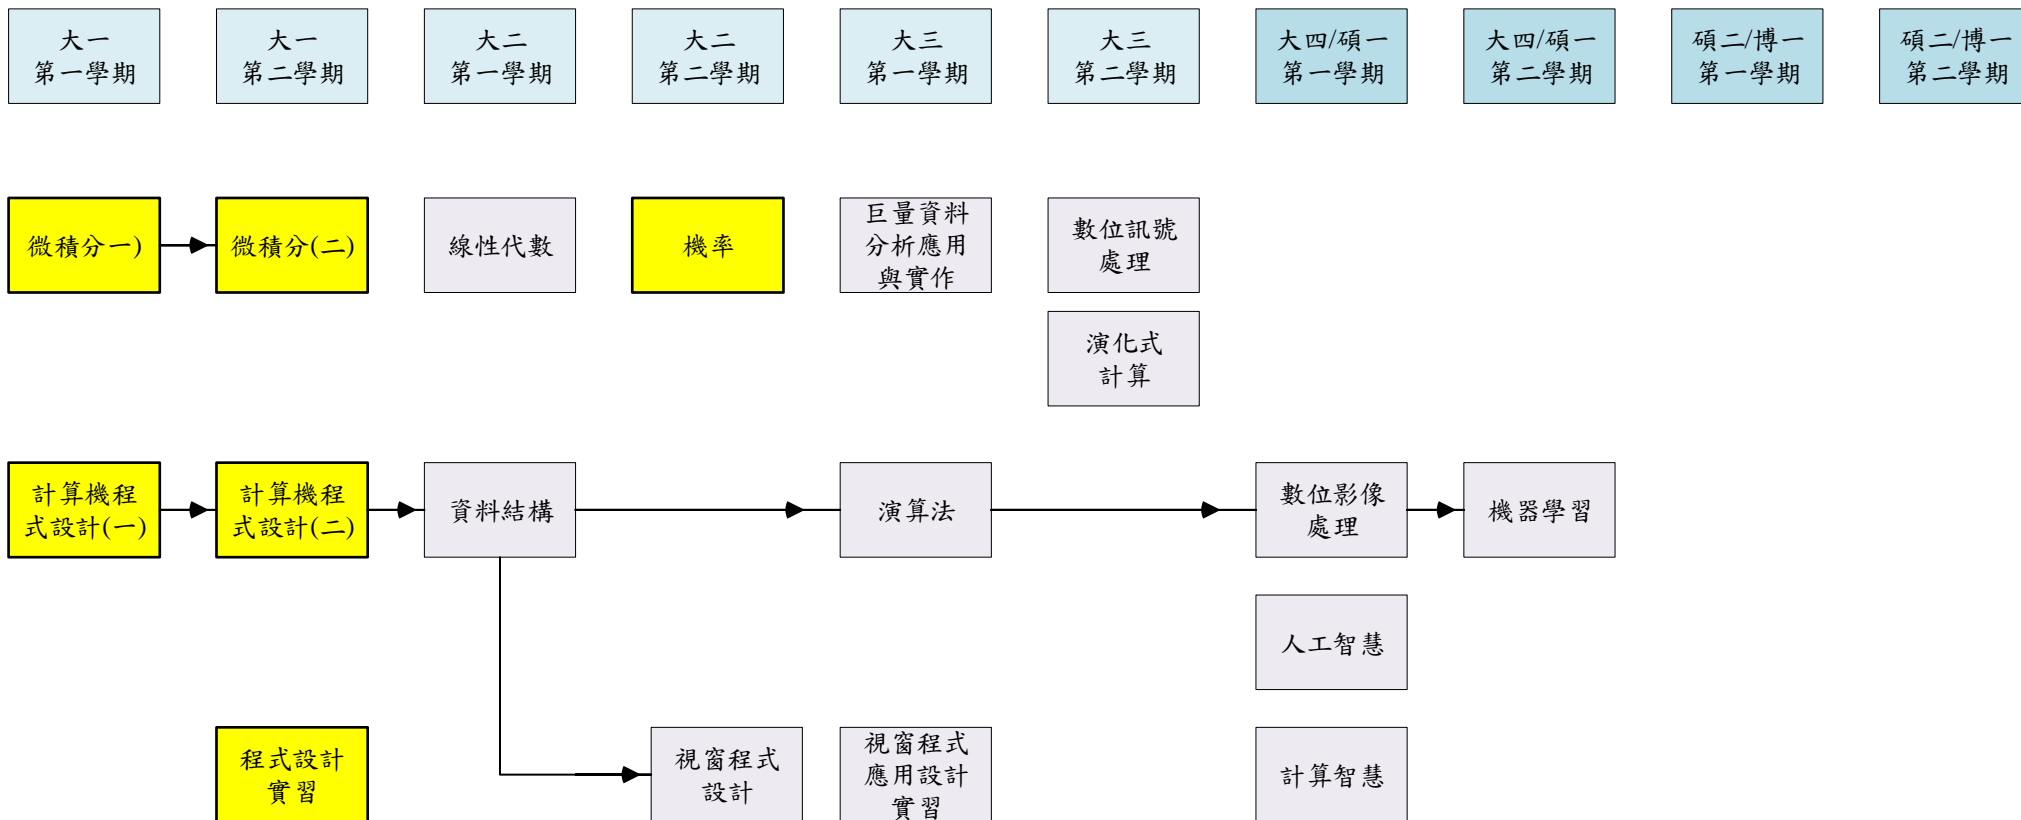 大一
第一學期
大一
第二學期
大二
第一學期
大二
第二學期
大三
第一學期
大三
第二學期
大四/碩一
第一學期
大四/碩一
第二學期
碩二/博一
第一學期
碩二/博一
第二學期
微積分一)
微積分(二)
線性代數
機率
巨量資料
分析應用
與實作
數位訊號
處理
演化式
計算
計算機程
式設計(一)
計算機程
式設計(二)
資料結構
演算法
數位影像
處理
機器學習
人工智慧
程式設計
實習
視窗程式
設計
視窗程式
應用設計
實習
計算智慧